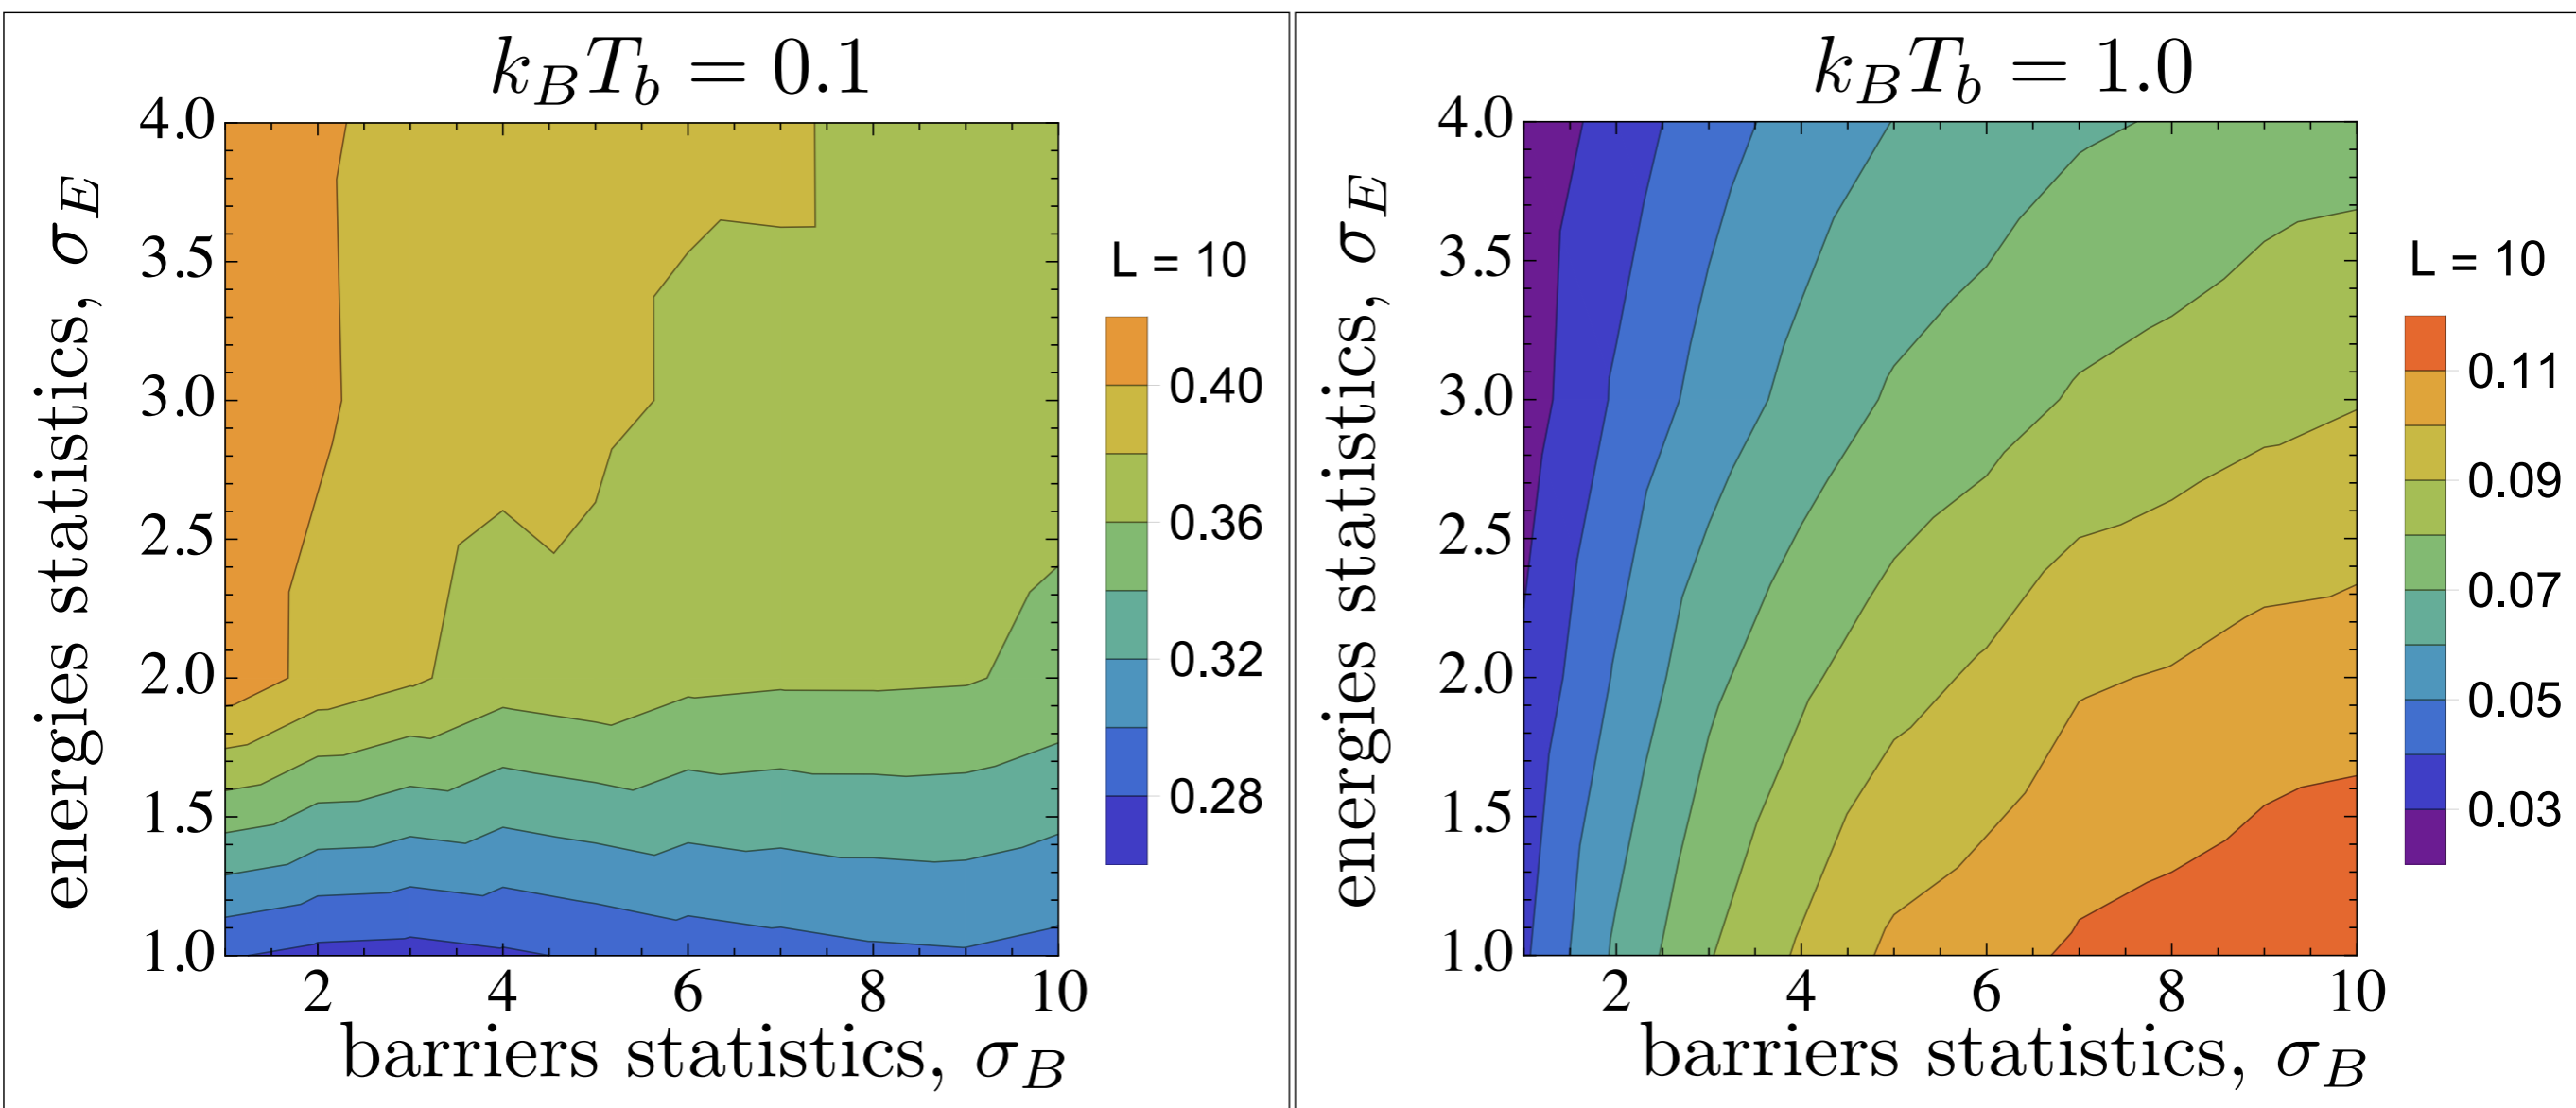 k_B T_b = 0.1
4.0
3.5
3.0
2.5
2.0
1.5
1.0
energies statistics, σ_E
2 4 6 8 10
barriers statistics, σ_B
L = 10
0.40
0.36
0.32
0.28
k_B T_b = 1.0
4.0
3.5
3.0
2.5
2.0
1.5
1.0
energies statistics, σ_E
2 4 6 8 10
barriers statistics, σ_B
L = 10
0.11
0.09
0.07
0.05
0.03